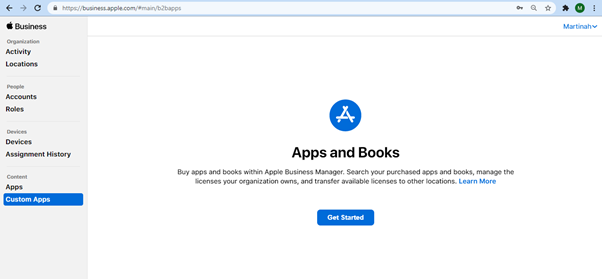 https://business.apple.com/#main/b2bapps
M
Business
Martinah
Organization
Activity
Locations
People
Accounts
Roles
Devices
Devices
Assignment History
Content
Apps
Custom Apps
Apps and Books
Buy apps and books within Apple Business Manager. Search your purchased apps and books, manage the
licenses your organization owns, and transfer available licenses to other locations. Learn More
Get Started